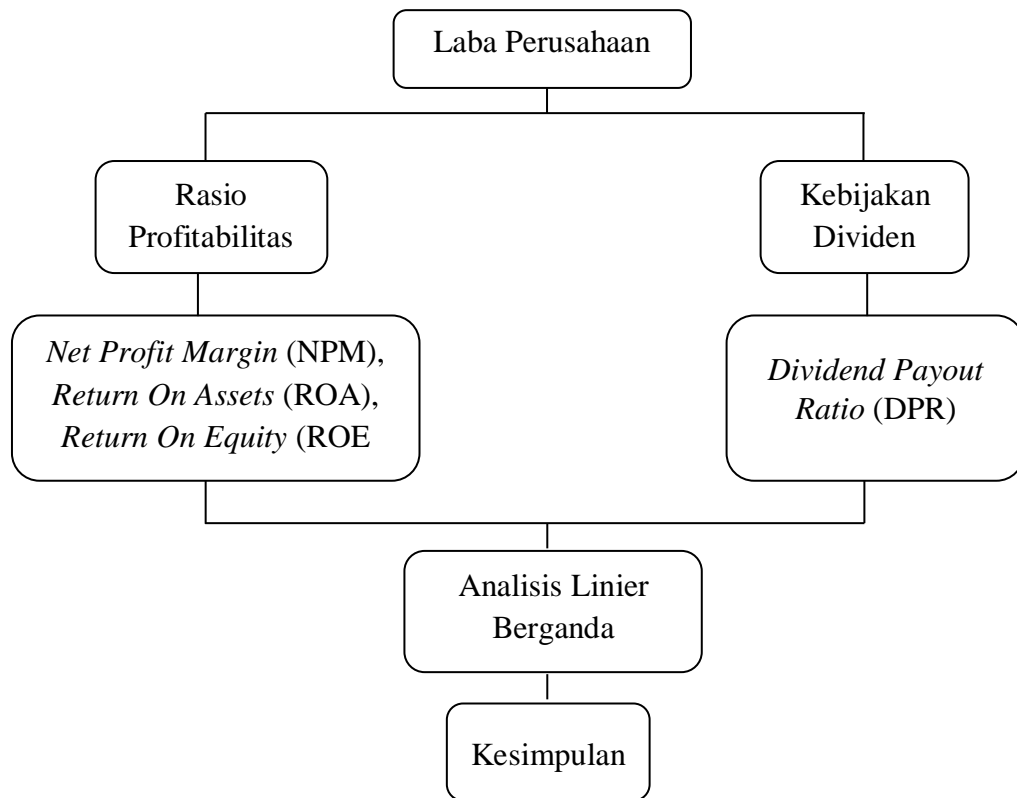 Laba Perusahaan
Rasio
Profitabilitas
Kebijakan
Dividen
Net Profit Margin (NPM),
Return On Assets (ROA),
Return On Equity (ROE
Dividend Payout
Ratio (DPR)
Analisis Linier
Berganda
Kesimpulan